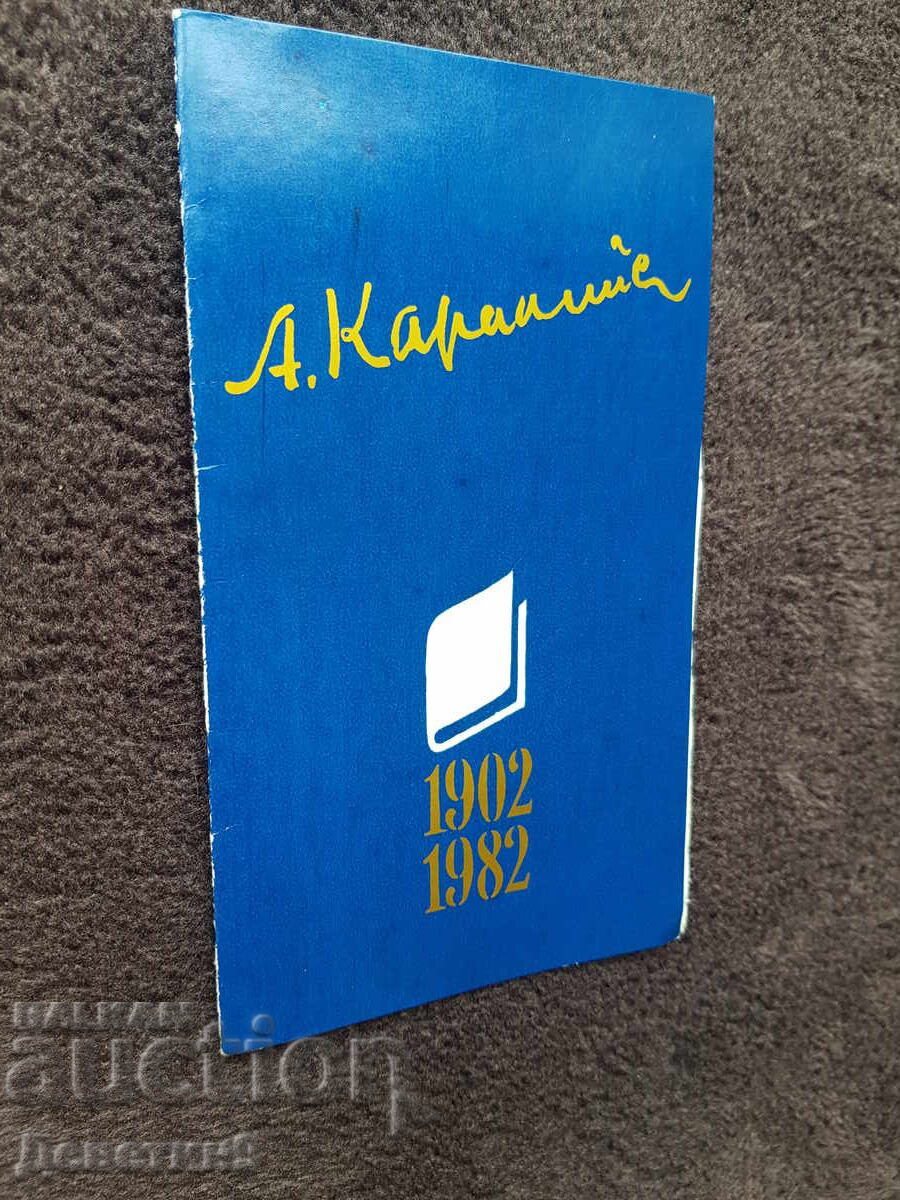 А. Каралийчев
1902
1982
BALKAN
auction